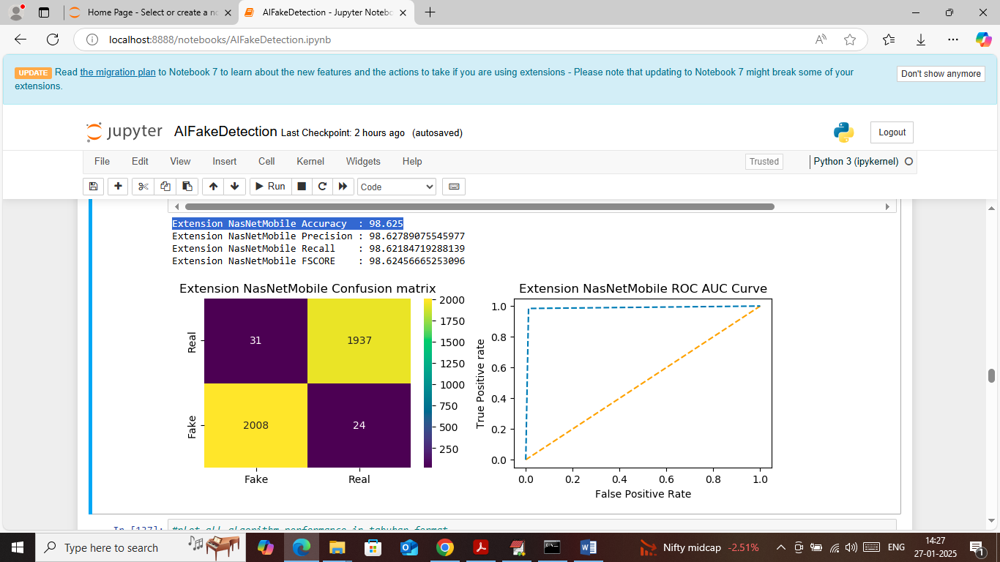 Home Page - Select or create a no
AIFakeDetection - Jupyter Notebo
localhost:8888/notebooks/AIFakeDetection.ipynb
UPDATE Read the migration plan to Notebook 7 to learn about the new features and the actions to take if you are using extensions - Please note that updating to Notebook 7 might break some of your
extensions.
Don't show anymore
jupyter AIFakeDetection Last Checkpoint: 2 hours ago (autosaved)
Logout
File Edit View Insert Cell Kernel Widgets Help
Trusted
Python 3 (ipykernel)
Run
Code
Extension NasNetMobile Accuracy : 98.625
Extension NasNetMobile Precision : 98.62789075545977
Extension NasNetMobile Recall : 98.62184719288139
Extension NasNetMobile FSCORE : 98.62456665253096
Extension NasNetMobile Confusion matrix
Real
Fake
31
1937
2008
24
Fake
Real
2000
1750
1500
1250
1000
750
500
250
Extension NasNetMobile ROC AUC Curve
True Positive rate
1.0
0.8
0.6
0.4
0.2
0.0
0.0 0.2 0.4 0.6 0.8 1.0
False Positive Rate
In [137]: #plot all algorithm performance in tabuhan format
Type here to search
Nifty midcap -2.51%
ENG
14:27
27-01-2025
1